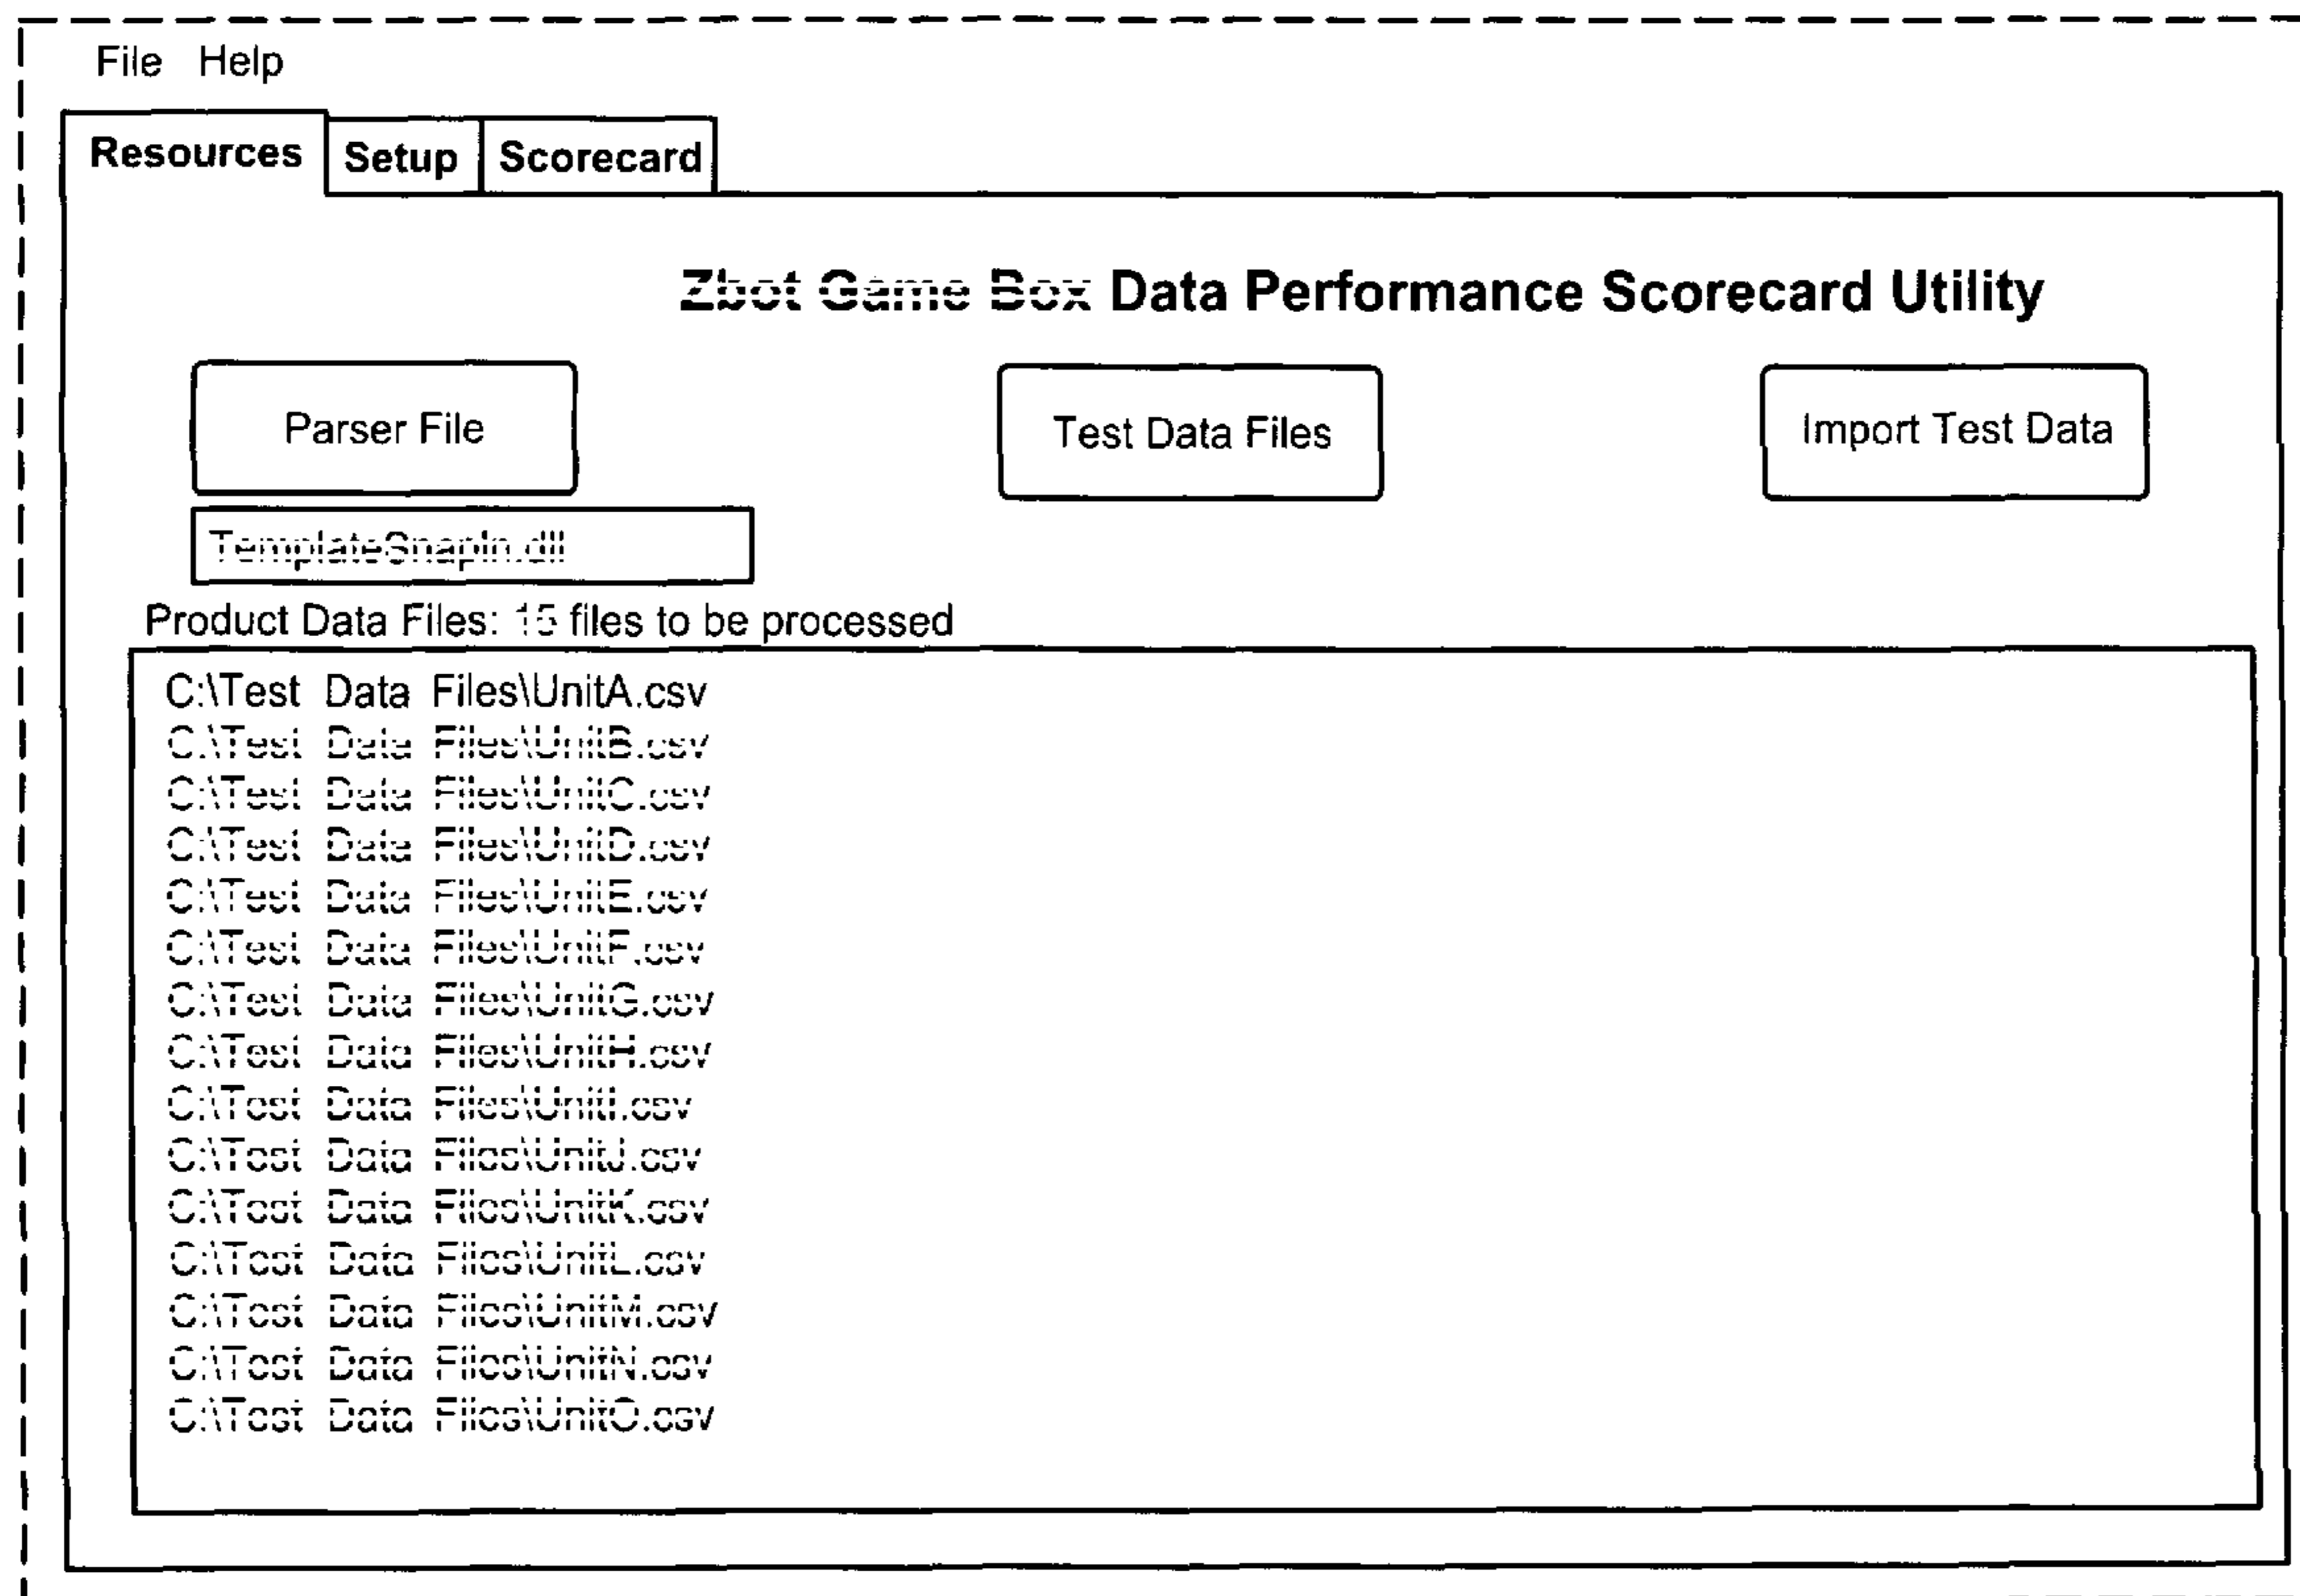 File Help
Resources Setup Scorecard
Zbot Game Box Data Performance Scorecard Utility
Parser File
Test Data Files
Import Test Data
TemplateSnapIn.dll
Product Data Files: 15 files to be processed
C:\Test Data Files\UnitA.csv
C:\Test Data Files\UnitB.csv
C:\Test Data Files\UnitC.csv
C:\Test Data Files\UnitD.csv
C:\Test Data Files\UnitE.csv
C:\Test Data Files\UnitF.csv
C:\Test Data Files\UnitG.csv
C:\Test Data Files\UnitH.csv
C:\Test Data Files\UnitI.csv
C:\Test Data Files\UnitJ.csv
C:\Test Data Files\UnitK.csv
C:\Test Data Files\UnitL.csv
C:\Test Data Files\UnitM.csv
C:\Test Data Files\UnitN.csv
C:\Test Data Files\UnitO.csv